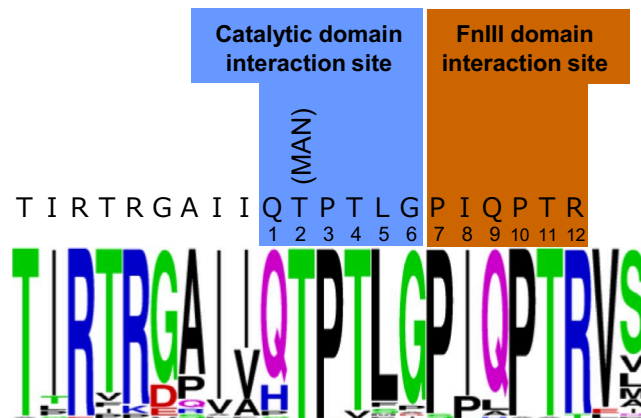 Catalytic domain
interaction site
FnIII domain
interaction site
(MAN)
T I R T R G A I I Q T P T L G P I Q P T R
1 2 3 4 5 6 7 8 9 10 11 12
T I R T R G A I I Q T P T L G P I Q P T R V S